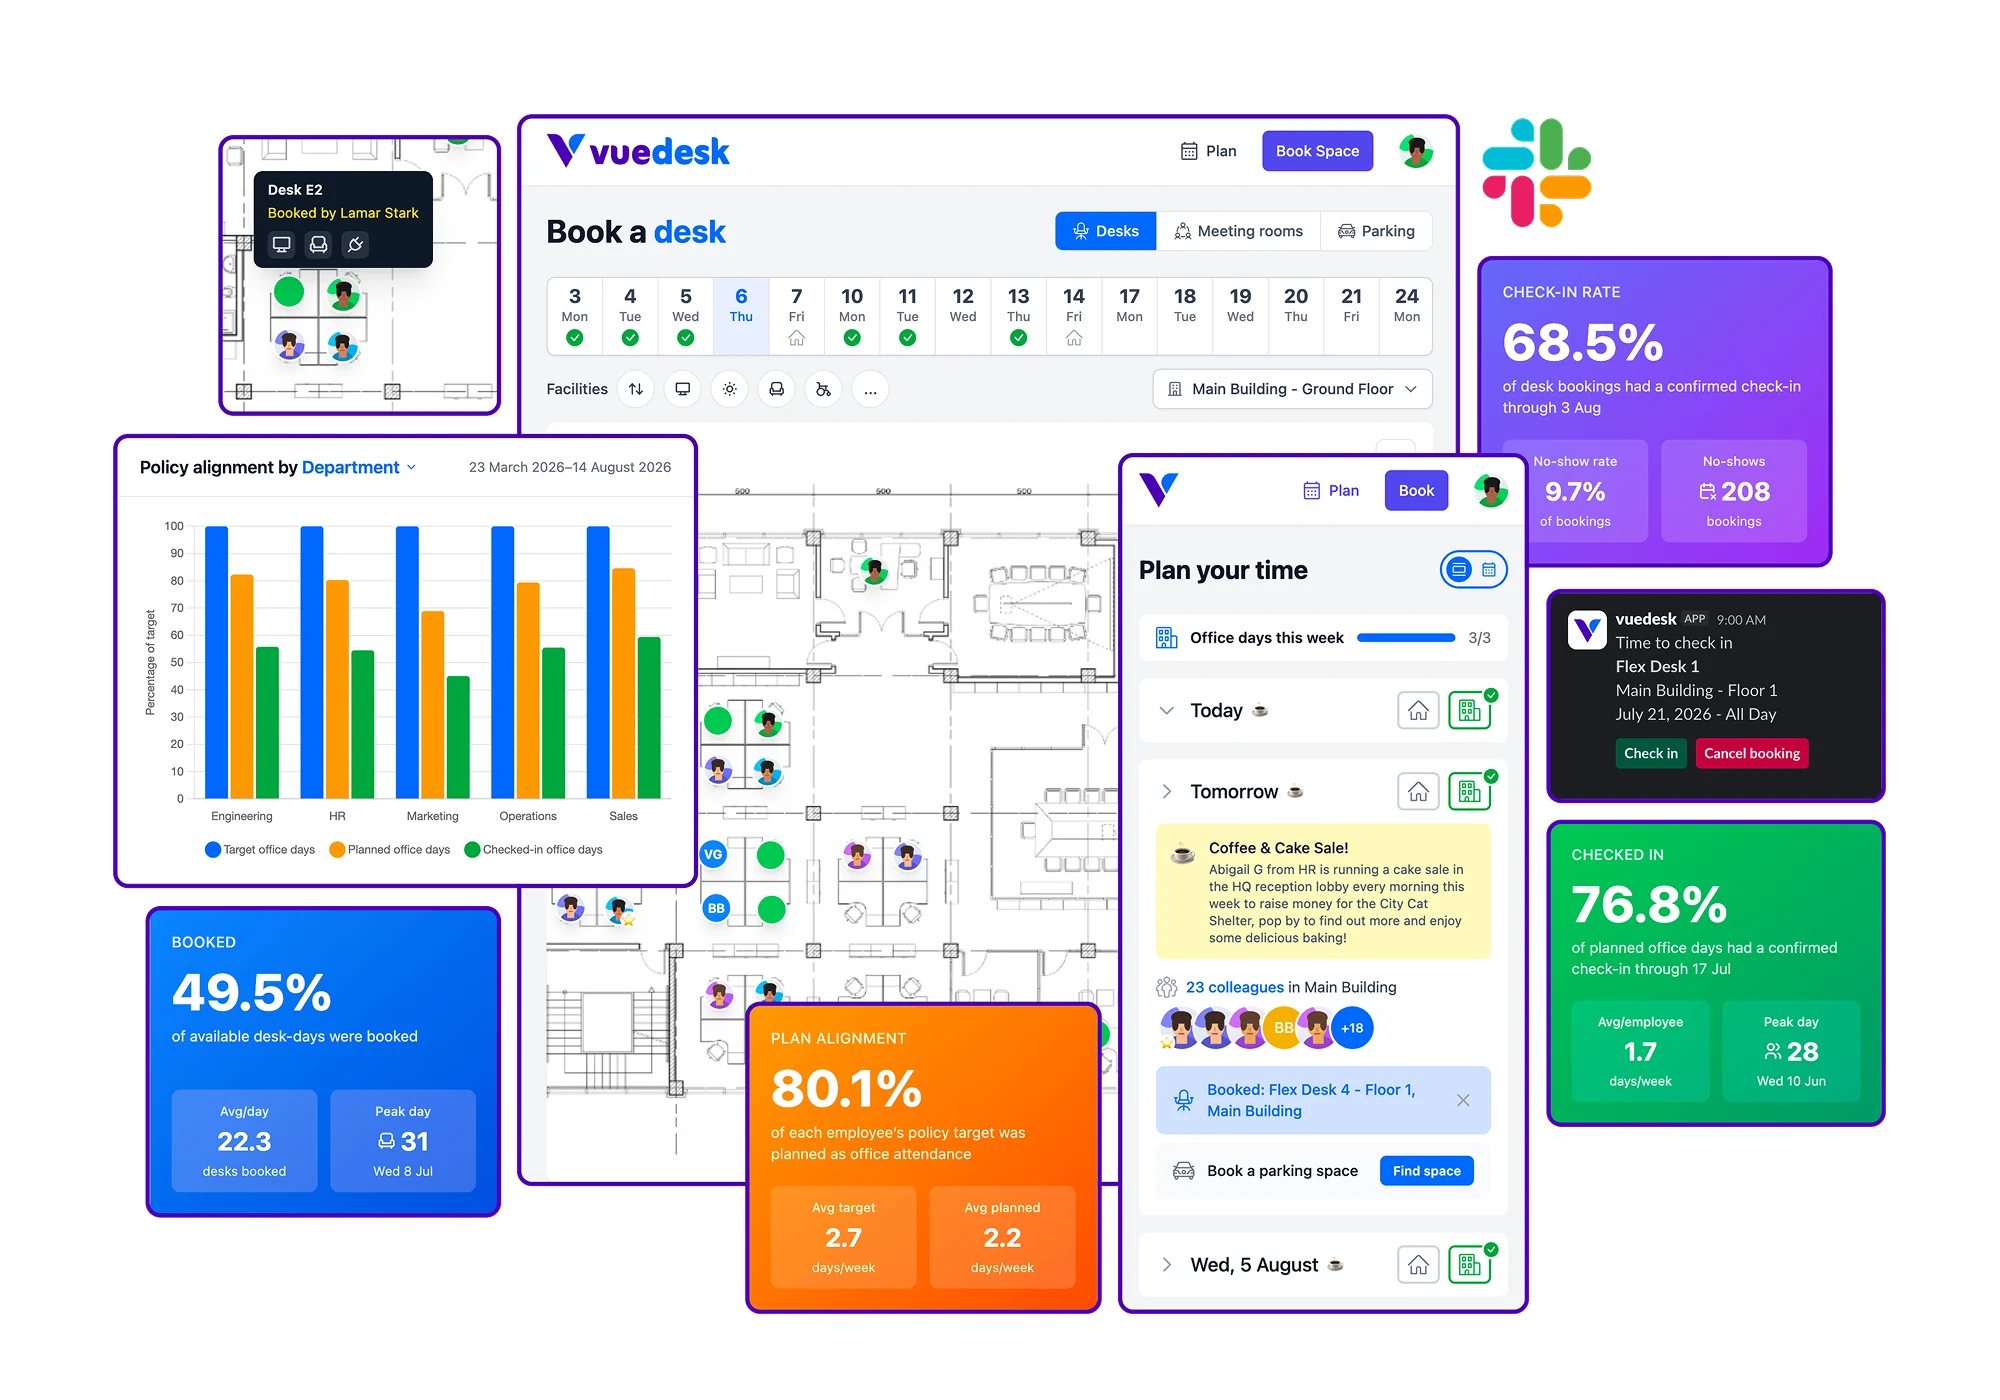 Desk E2
Booked by Lamar Stark
vuedesk
Plan
Book Space
Book a desk
Desks
Meeting rooms
Parking
3 4 5 6 7 10 11 12 13 14 17 18 19 20 21 24
Mon Tue Wed Thu Fri Mon Tue Wed Thu Fri Mon Tue Wed Thu Fri Mon
Facilities
...
Main Building - Ground Floor
CHECK-IN RATE
68.5%
of desk bookings had a confirmed check-in
through 3 Aug
No-show rate
9.7%
of bookings
No-shows
208
bookings
Policy alignment by Department
23 March 2026–14 August 2026
Percentage of target
100
90
80
70
60
50
40
30
20
10
0
Engineering HR Marketing Operations Sales
Target office days
Planned office days
Checked-in office days
500 500 500
VG
BB
Plan
Book
Plan your time
Office days this week
3/3
Today
Tomorrow
Coffee & Cake Sale!
Abigail G from HR is running a cake sale in
the HQ reception lobby every morning this
week to raise money for the City Cat
Shelter, pop by to find out more and enjoy
some delicious baking!
23 colleagues in Main Building
BB
+18
Booked: Flex Desk 4 - Floor 1,
Main Building
Book a parking space
Find space
Wed, 5 August
vuedesk APP 9:00 AM
Time to check in
Flex Desk 1
Main Building - Floor 1
July 21, 2026 - All Day
Check in
Cancel booking
CHECKED IN
76.8%
of planned office days had a confirmed
check-in through 17 Jul
Avg/employee
1.7
days/week
Peak day
28
Wed 10 Jun
BOOKED
49.5%
of available desk-days were booked
Avg/day
22.3
desks booked
Peak day
31
Wed 8 Jul
PLAN ALIGNMENT
80.1%
of each employee's policy target was
planned as office attendance
Avg target
2.7
days/week
Avg planned
2.2
days/week